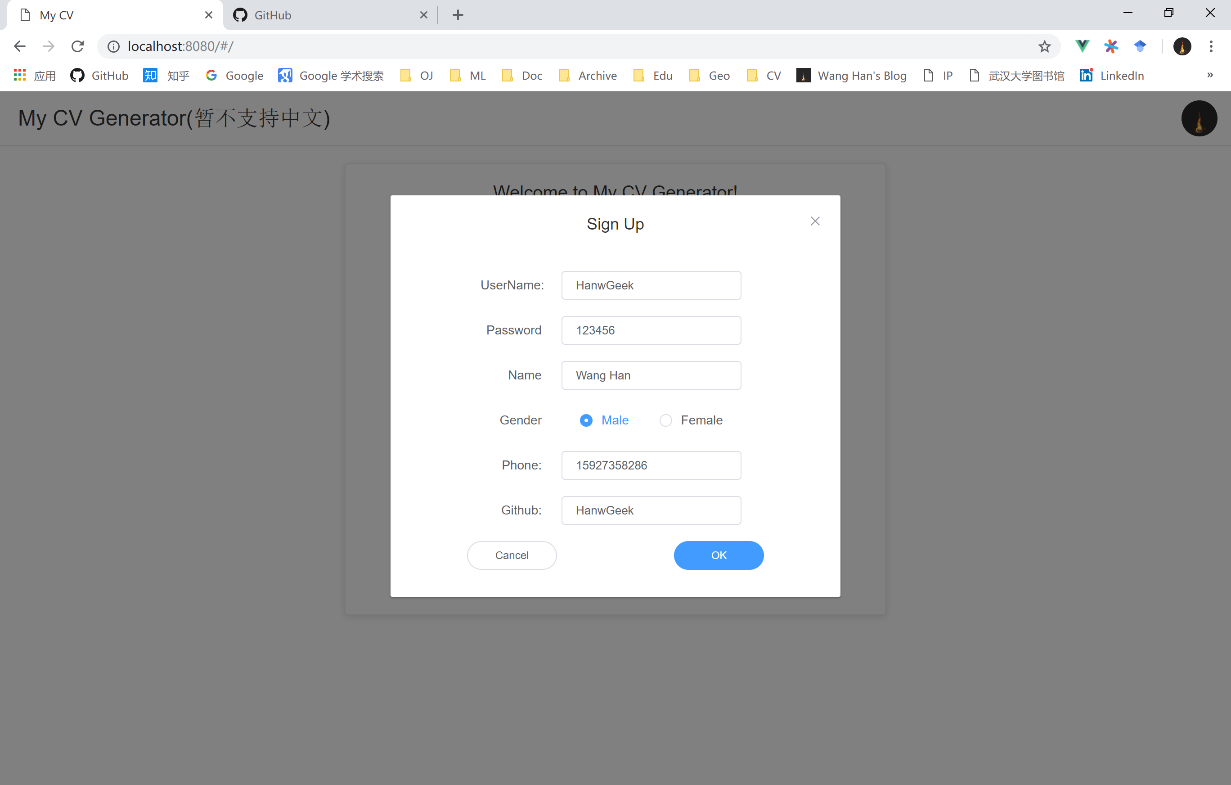 My CV
GitHub
localhost:8080/#/
应用 GitHub 知 知乎 Google Google 学术搜索 OJ ML Doc Archive Edu Geo CV Wang Han's Blog IP 武汉大学图书馆 LinkedIn »
My CV Generator(暂不支持中文)
Welcome to My CV Generator!
Sign Up
UserName: HanwGeek
Password 123456
Name Wang Han
Gender Male Female
Phone: 15927358286
Github: HanwGeek
Cancel OK